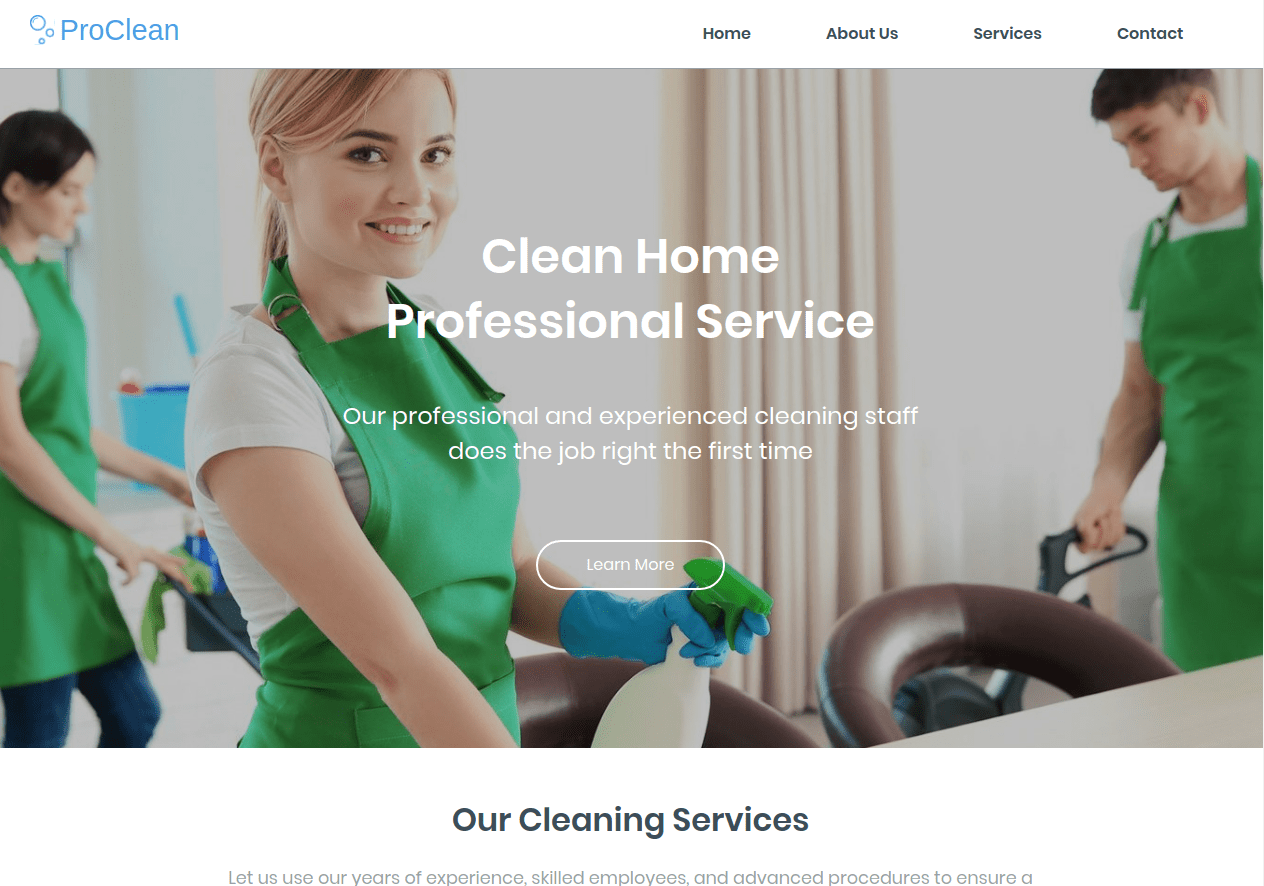 ProClean
Home
About Us
Services
Contact
Clean Home
Professional Service
Our professional and experienced cleaning staff
does the job right the first time
Learn More
Our Cleaning Services
Let us use our years of experience, skilled employees, and advanced procedures to ensure a